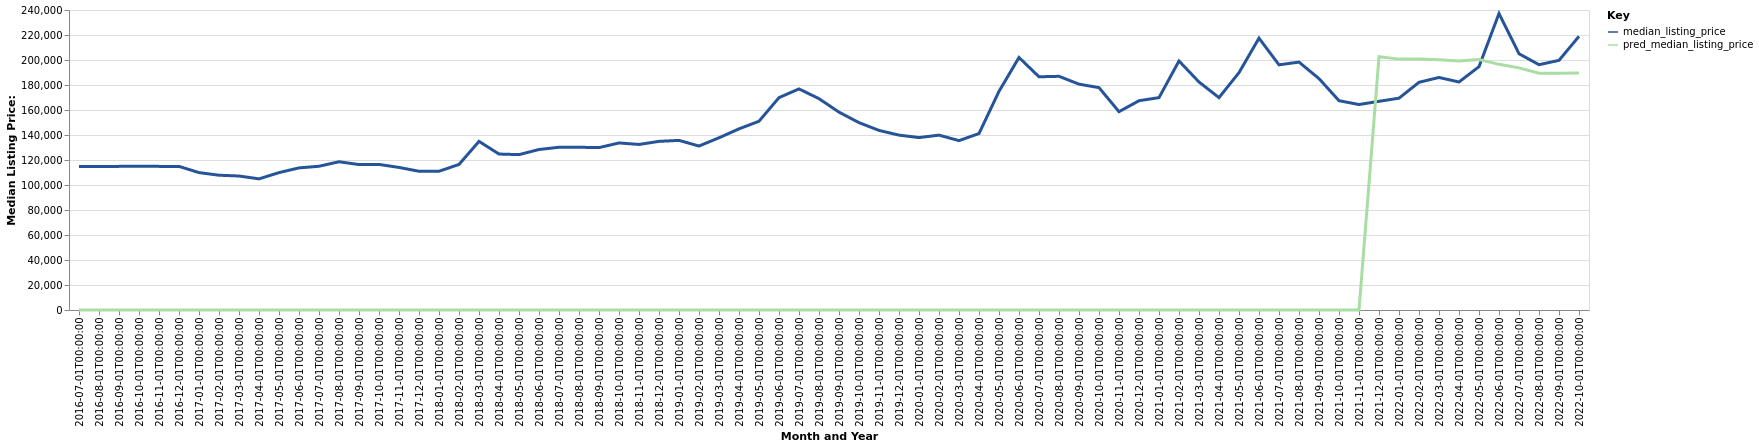 Median Listing Price:
240,000
220,000
200,000
180,000
160,000
140,000
120,000
100,000
80,000
60,000
40,000
20,000
0
2016-07-01T00:00:00
2016-08-01T00:00:00
2016-09-01T00:00:00
2016-10-01T00:00:00
2016-11-01T00:00:00
2016-12-01T00:00:00
2017-01-01T00:00:00
2017-02-01T00:00:00
2017-03-01T00:00:00
2017-04-01T00:00:00
2017-05-01T00:00:00
2017-06-01T00:00:00
2017-07-01T00:00:00
2017-08-01T00:00:00
2017-09-01T00:00:00
2017-10-01T00:00:00
2017-11-01T00:00:00
2017-12-01T00:00:00
2018-01-01T00:00:00
2018-02-01T00:00:00
2018-03-01T00:00:00
2018-04-01T00:00:00
2018-05-01T00:00:00
2018-06-01T00:00:00
2018-07-01T00:00:00
2018-08-01T00:00:00
2018-09-01T00:00:00
2018-10-01T00:00:00
2018-11-01T00:00:00
2018-12-01T00:00:00
2019-01-01T00:00:00
2019-02-01T00:00:00
2019-03-01T00:00:00
2019-04-01T00:00:00
2019-05-01T00:00:00
2019-06-01T00:00:00
2019-07-01T00:00:00
2019-08-01T00:00:00
2019-09-01T00:00:00
2019-10-01T00:00:00
2019-11-01T00:00:00
2019-12-01T00:00:00
2020-01-01T00:00:00
2020-02-01T00:00:00
2020-03-01T00:00:00
2020-04-01T00:00:00
2020-05-01T00:00:00
2020-06-01T00:00:00
2020-07-01T00:00:00
2020-08-01T00:00:00
2020-09-01T00:00:00
2020-10-01T00:00:00
2020-11-01T00:00:00
2020-12-01T00:00:00
2021-01-01T00:00:00
2021-02-01T00:00:00
2021-03-01T00:00:00
2021-04-01T00:00:00
2021-05-01T00:00:00
2021-06-01T00:00:00
2021-07-01T00:00:00
2021-08-01T00:00:00
2021-09-01T00:00:00
2021-10-01T00:00:00
2021-11-01T00:00:00
2021-12-01T00:00:00
2022-01-01T00:00:00
2022-02-01T00:00:00
2022-03-01T00:00:00
2022-04-01T00:00:00
2022-05-01T00:00:00
2022-06-01T00:00:00
2022-07-01T00:00:00
2022-08-01T00:00:00
2022-09-01T00:00:00
2022-10-01T00:00:00
Month and Year
Key
median_listing_price
pred_median_listing_price